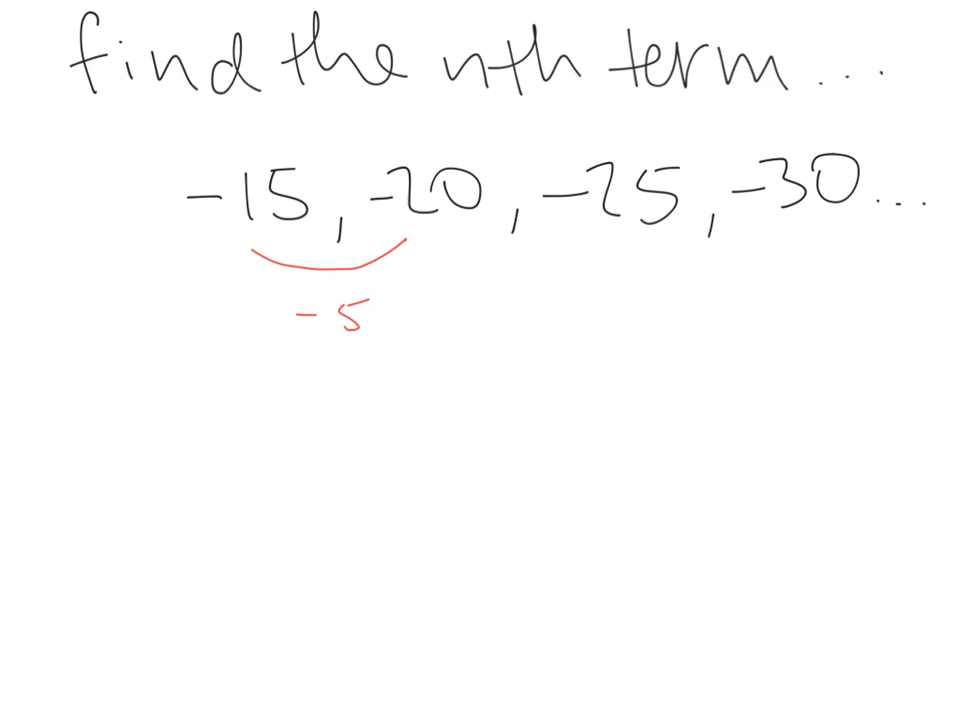 find the nth term...
-15, -20, -25, -30...
-5